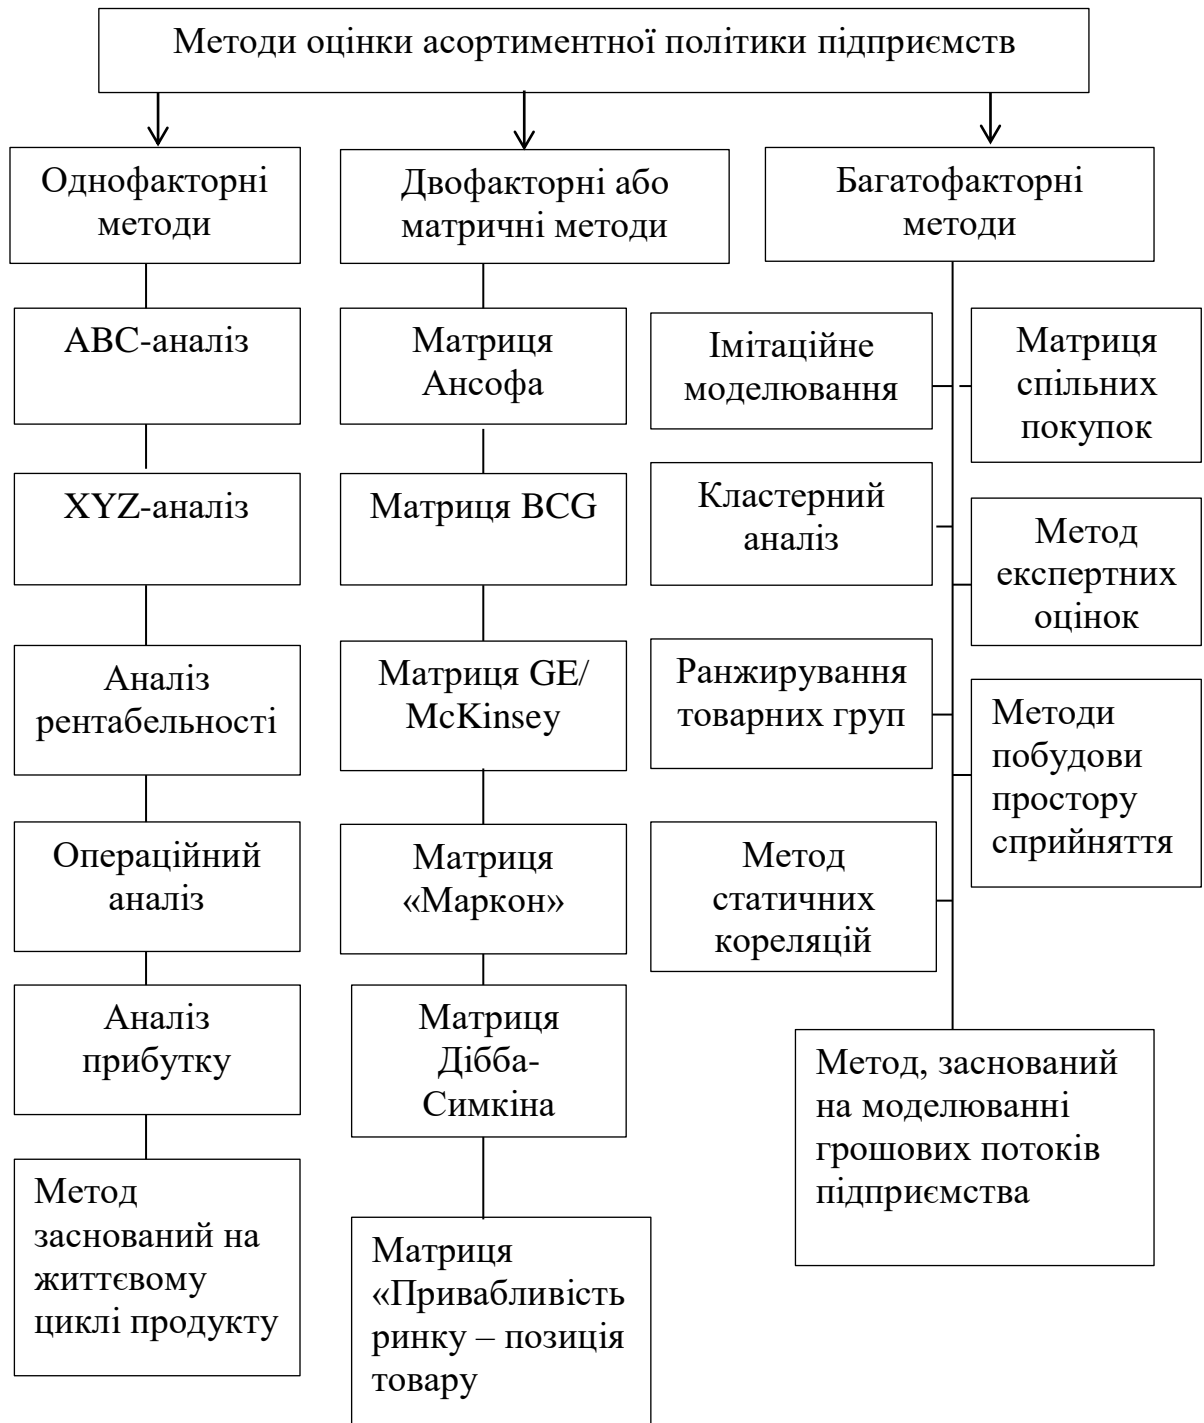 Методи оцінки асортиментної політики підприємств
Однофакторні
методи
ABC-аналіз
XYZ-аналіз
Аналіз
рентабельності
Операційний
аналіз
Аналіз
прибутку
Метод
заснований на
життєвому
циклі продукту
Двофакторні або
матричні методи
Матриця
Ансофа
Матриця BCG
Матриця GE/
McKinsey
Матриця
«Маркон»
Матриця
Дібба-
Симкіна
Матриця
«Привабливість
ринку – позиція
товару
Багатофакторні
методи
Імітаційне
моделювання
Матриця
спільних
покупок
Кластерний
аналіз
Метод
експертних
оцінок
Ранжирування
товарних груп
Методи
побудови
простору
сприйняття
Метод
статичних
кореляцій
Метод, заснований
на моделюванні
грошових потоків
підприємства